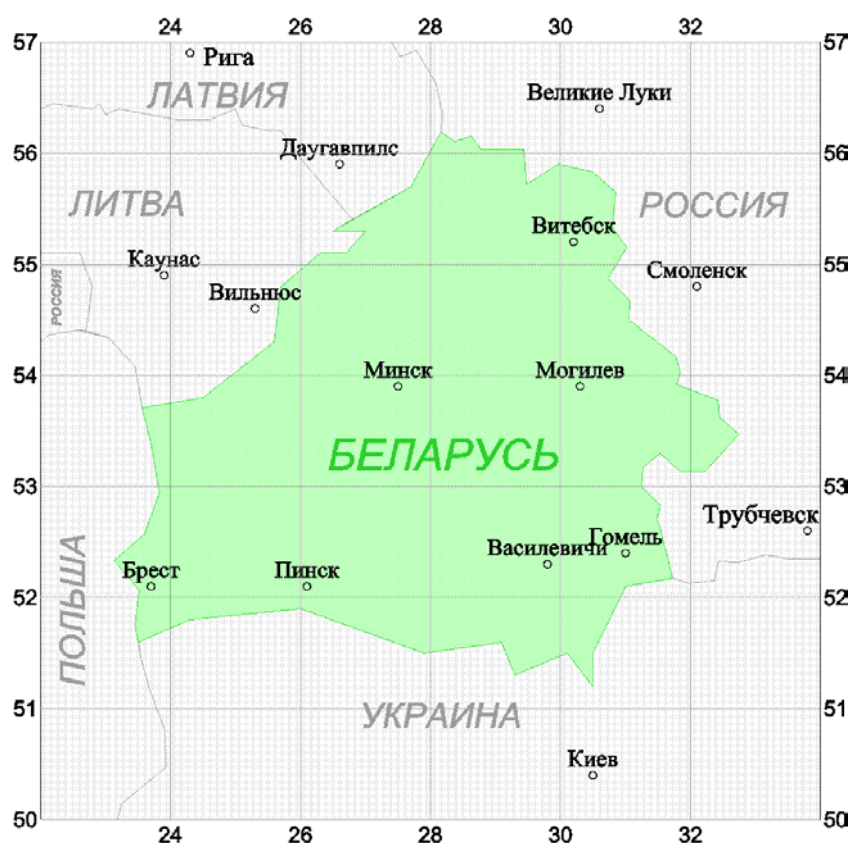 24 26 28 30 32
57 57
Рига
ЛАТВИЯ
Великие Луки
56 56
Даугавпилс
ЛИТВА
РОССИЯ
Витебск
55 55
Каунас
Смоленск
РОССИЯ
Вильнюс
54 54
Минск
Могилев
БЕЛАРУСЬ
53 53
Трубчевск
Гомель
Василевичи
ПОЛЬША
Брест
Пинск
52 52
51 51
УКРАИНА
Киев
50 50
24 26 28 30 32